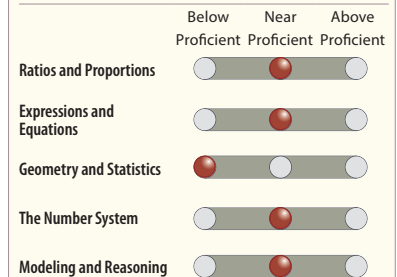 Below Near Above
Proficient Proficient Proficient
Ratios and Proportions
Expressions and
Equations
Geometry and Statistics
The Number System
Modeling and Reasoning